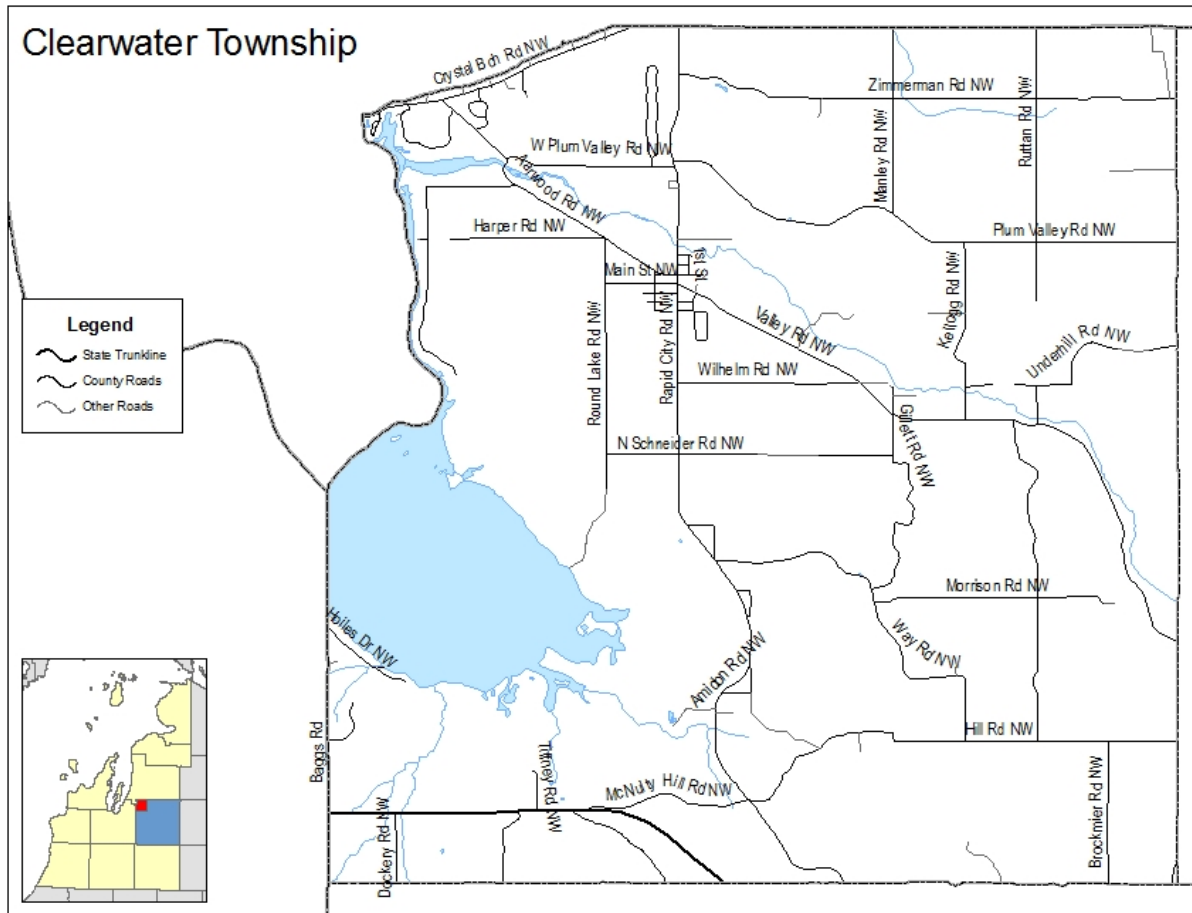 Clearwater Township
Crystal Bch Rd NW
Zimmerman Rd NW
Ruttan Rd NW
Manley Rd NW
W Plum Valley Rd NW
Aarwood Rd NW
Harper Rd NW
Plum Valley Rd NW
Main St NW
1st St
Kellogg Rd NW
Legend
State Trunkline
County Roads
Other Roads
Round Lake Rd NW
Rapid City Rd NW
Valley Rd NW
Underhill Rd NW
Wilhelm Rd NW
Gillett Rd NW
N Schneider Rd NW
Morrison Rd NW
Hoiles Dr NW
Way Rd NW
Amidon Rd NW
Hill Rd NW
Baggs Rd
Tiffney Rd NW
McNulty Hill Rd NW
Brockmier Rd NW
Dockery Rd NW